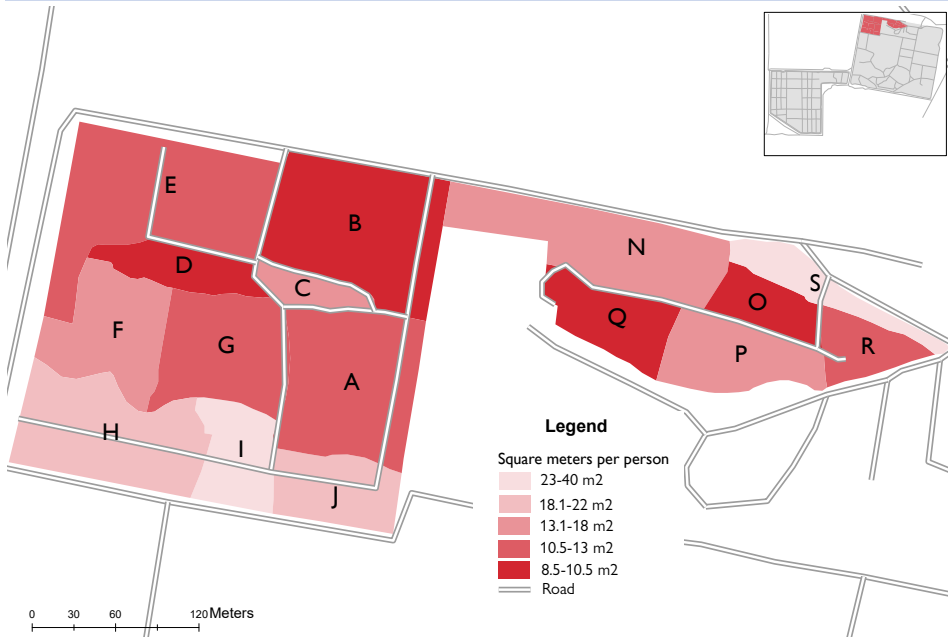 E
B
N
D
S
C
O
Q
F
G
P
R
A
H
I
J
Legend
Square meters per person
23-40 m2
18.1-22 m2
13.1-18 m2
10.5-13 m2
8.5-10.5 m2
Road
0 30 60 120 Meters